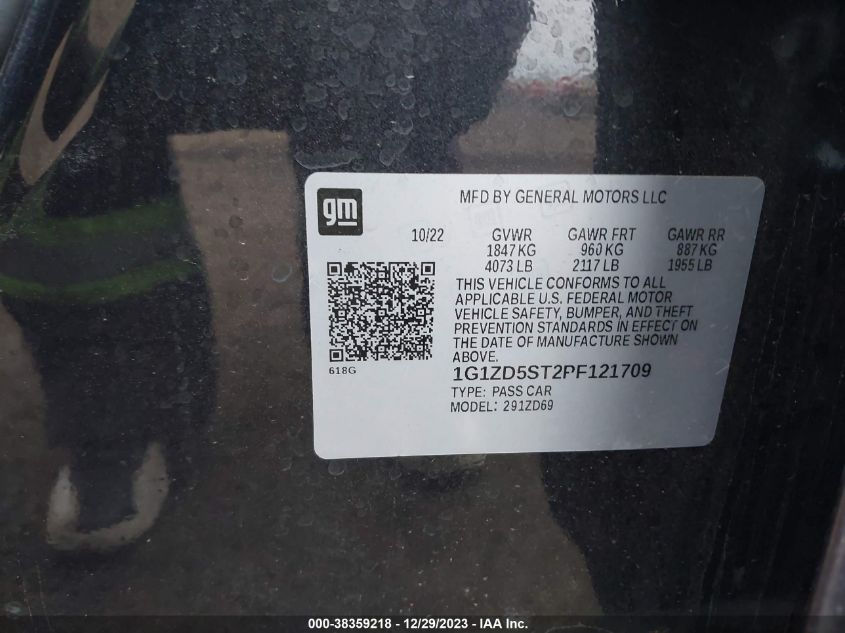 gm
MFD BY GENERAL MOTORS LLC
10/22 GVWR GAWR FRT GAWR RR
1847 KG 960 KG 887 KG
4073 LB 2117 LB 1955 LB
THIS VEHICLE CONFORMS TO ALL
APPLICABLE U.S. FEDERAL MOTOR
VEHICLE SAFETY, BUMPER, AND THEFT
PREVENTION STANDARDS IN EFFECT ON
THE DATE OF MANUFACTURE SHOWN
ABOVE.
618G
1G1ZD5ST2PF121709
TYPE: PASS CAR
MODEL: 291ZD69
000-38359218 - 12/29/2023 - IAA Inc.